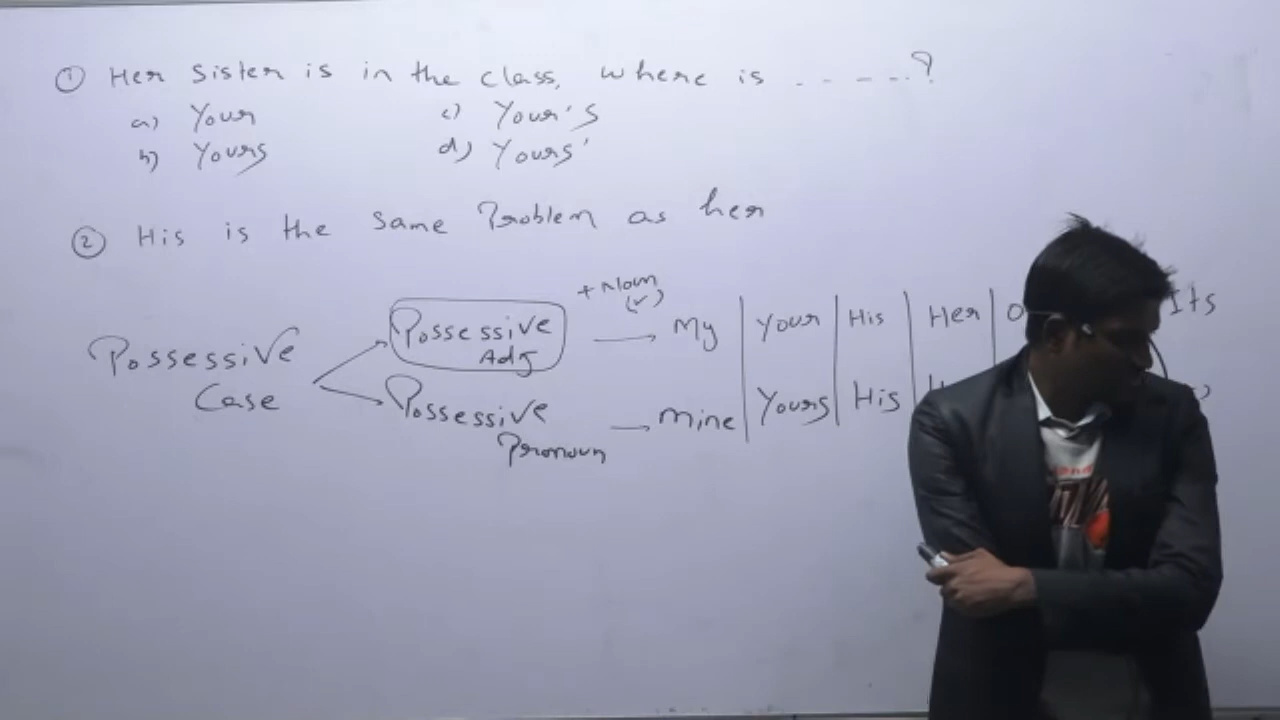 ① Her sister is in the class, where is - - - - - - ?
a) Your
c) Your's
b) Yours
d) Yours'
② His is the same Problem as her
Possessive Case
Possessive Adj
+ Noun (✓)
→ My | Your | His | Her | Its
Possessive Pronoun
→ Mine | Yours | His